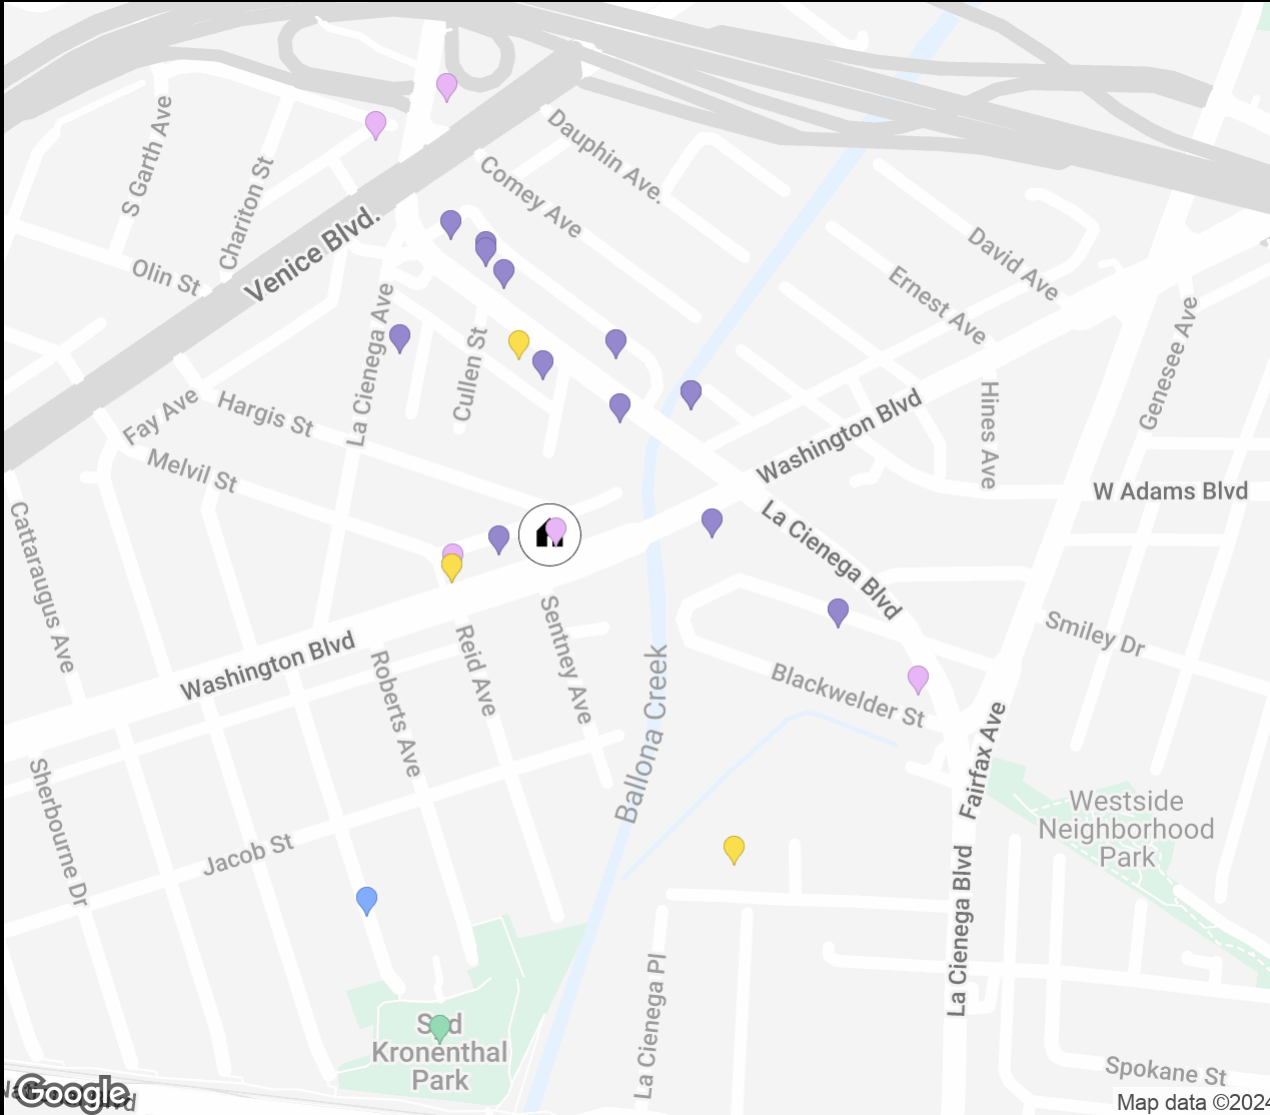 S Garth Ave
Chariton St
Dauphin Ave.
Comey Ave
Olin St
Venice Blvd.
David Ave
Ernest Ave
La Cienega Ave
Cullen St
Genesee Ave
Fay Ave
Hargis St
Washington Blvd
Hines Ave
Melvil St
W Adams Blvd
Cattaraugus Ave
La Cienega Blvd
Sentney Ave
Reid Ave
Smiley Dr
Washington Blvd
Roberts Ave
Blackwelder St
Ballona Creek
Fairfax Ave
Sherbourne Dr
Westside
Neighborhood
Park
Jacob St
La Cienega Blvd
La Cienega Pl
Kronenthal
Park
Spokane St
Google
Map data ©2024